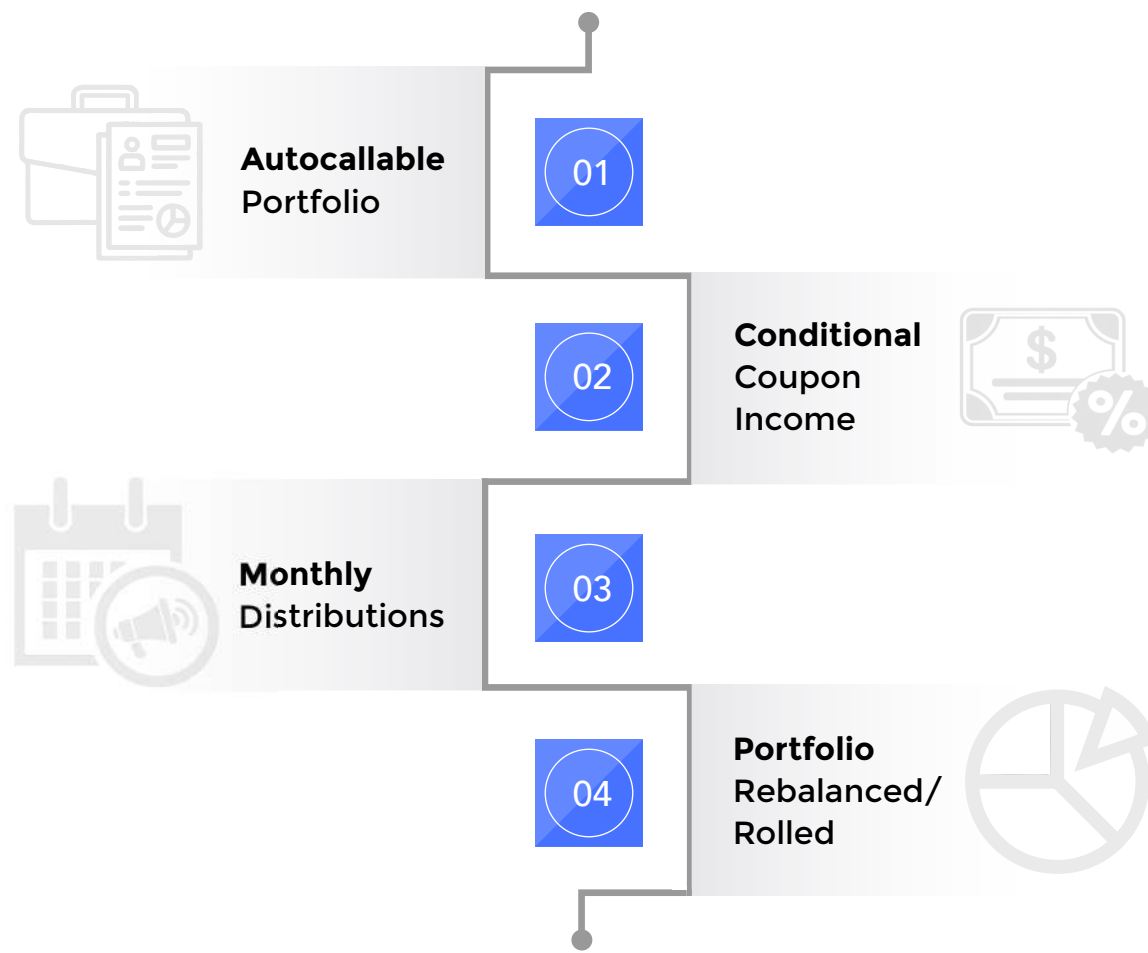 Autocallable
Portfolio
01
02
Conditional
Coupon
Income
$
%
Monthly
Distributions
03
04
Portfolio
Rebalanced/
Rolled